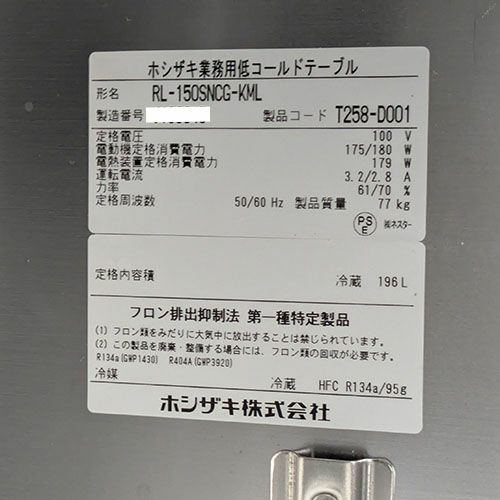 ホシザキ業務用低コールドテーブル
形名 RL-150SNCG-KML
製造番号 製品コード T258-D001
定格電圧 100 V
電動機定格消費電力 175/180 W
電熱装置定格消費電力 179 W
運転電流 3.2/2.8 A
力率 61/70 %
定格周波数 50/60 Hz 製品質量 77 kg
PS E ㈱ネスター
定格内容積 冷蔵 196 L
フロン排出抑制法 第一種特定製品
(1) フロン類をみだりに大気中に放出することは禁じられています。
(2) この製品を廃棄・整備する場合には、フロン類の回収が必要です。
R134a(GWP1430) R404A(GWP3920)
冷媒 冷蔵 HFC R134a/95g
ホシザキ株式会社